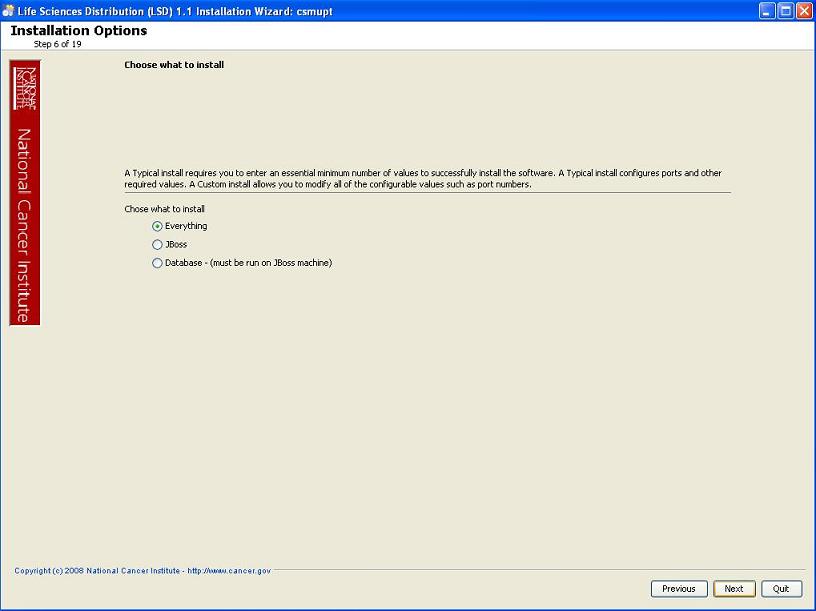 Life Sciences Distribution (LSD) 1.1 Installation Wizard: csmupt
Installation Options
Step 6 of 19
NATIONAL
CANCER
INSTITUTE
National Cancer Institute
Choose what to install
A Typical install requires you to enter an essential minimum number of values to successfully install the software. A Typical install configures ports and other
required values. A Custom install allows you to modify all of the configurable values such as port numbers.
Chose what to install
Everything
JBoss
Database - (must be run on JBoss machine)
Copyright (c) 2008 National Cancer Institute - http://www.cancer.gov
Previous
Next
Quit